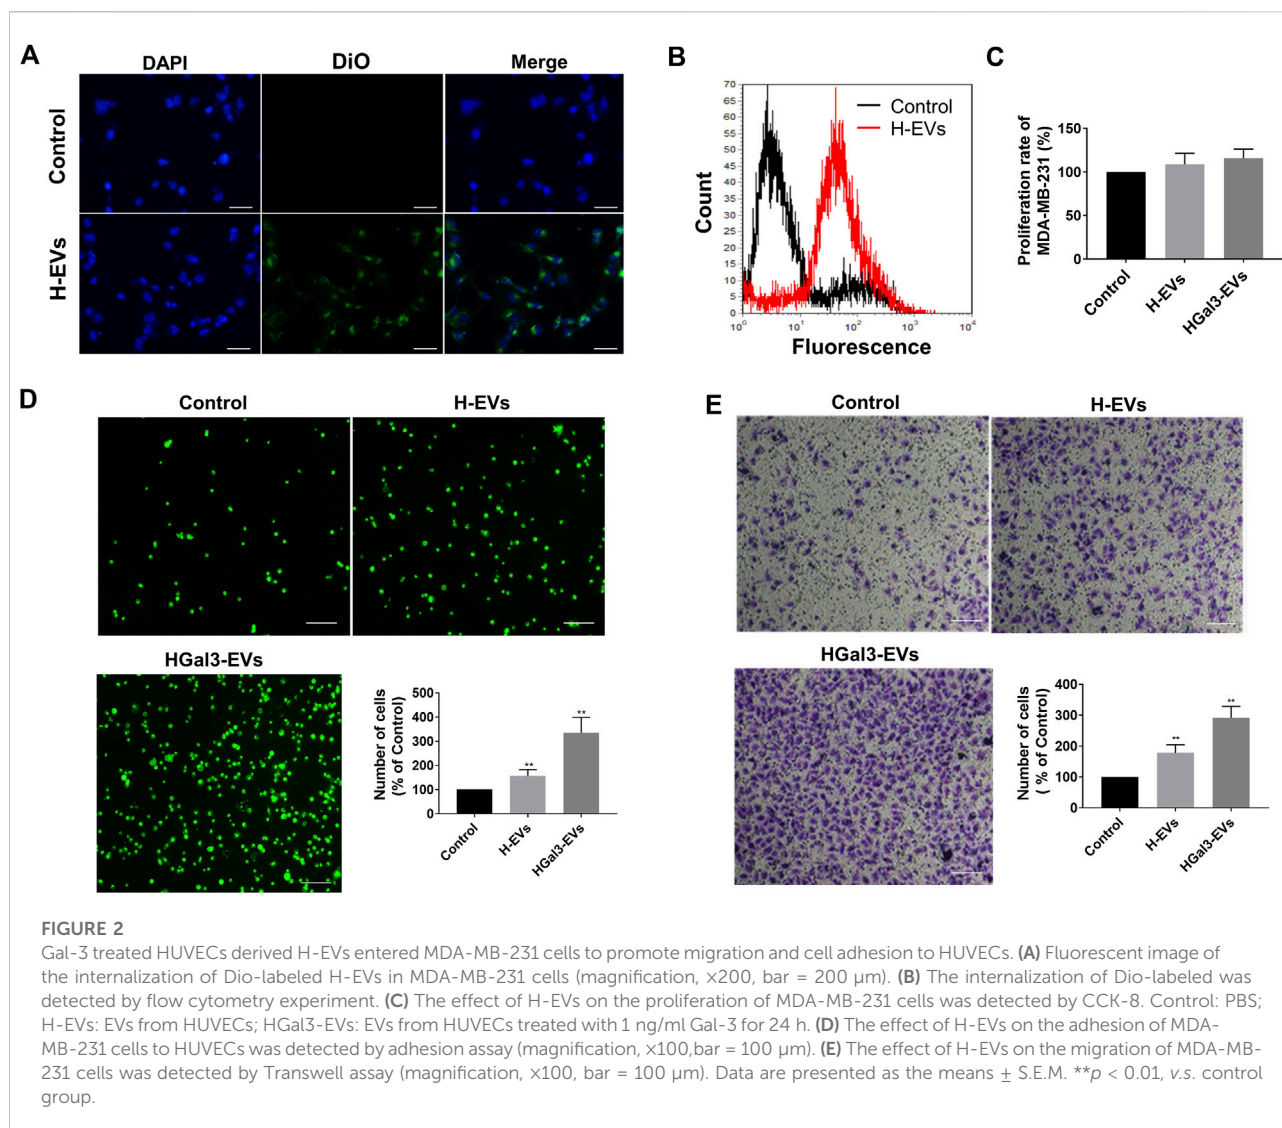 A
DAPI
DiO
Merge
Control
H-EVs
B
Count
70
65
60
55
50
45
40
35
30
25
20
15
10
5
0
Control
H-EVs
10⁰
10¹
10²
10³
10⁴
Fluorescence
C
Proliferation rate of
MDA-MB-231 (%)
150
100
50
0
Control
H-EVs
HGal3-EVs
D
Control
H-EVs
HGal3-EVs
Number of cells
(% of Control)
500
400
300
200
100
0
**
**
Control
H-EVs
HGal3-EVs
E
Control
H-EVs
HGal3-EVs
Number of cells
( % of Control)
400
300
200
100
0
**
**
Control
H-EVs
HGal3-EVs
FIGURE 2
Gal-3 treated HUVECs derived H-EVs entered MDA-MB-231 cells to promote migration and cell adhesion to HUVECs. (A) Fluorescent image of
the internalization of Dio-labeled H-EVs in MDA-MB-231 cells (magnification, ×200, bar = 200 μm). (B) The internalization of Dio-labeled was
detected by flow cytometry experiment. (C) The effect of H-EVs on the proliferation of MDA-MB-231 cells was detected by CCK-8. Control: PBS;
H-EVs: EVs from HUVECs; HGal3-EVs: EVs from HUVECs treated with 1 ng/ml Gal-3 for 24 h. (D) The effect of H-EVs on the adhesion of MDA-
MB-231 cells to HUVECs was detected by adhesion assay (magnification, ×100,bar = 100 μm). (E) The effect of H-EVs on the migration of MDA-MB-
231 cells was detected by Transwell assay (magnification, ×100, bar = 100 μm). Data are presented as the means ± S.E.M. **p < 0.01, v.s. control
group.